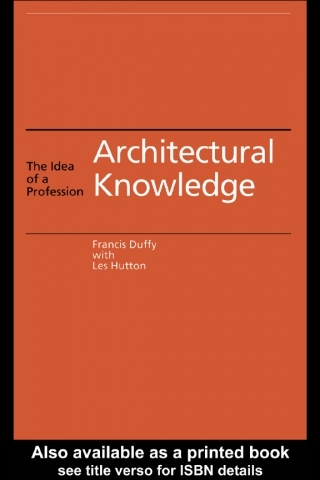 The Idea
of a
Profession
Architectural
Knowledge
Francis Duffy
with
Les Hutton
Also available as a printed book
see title verso for ISBN details